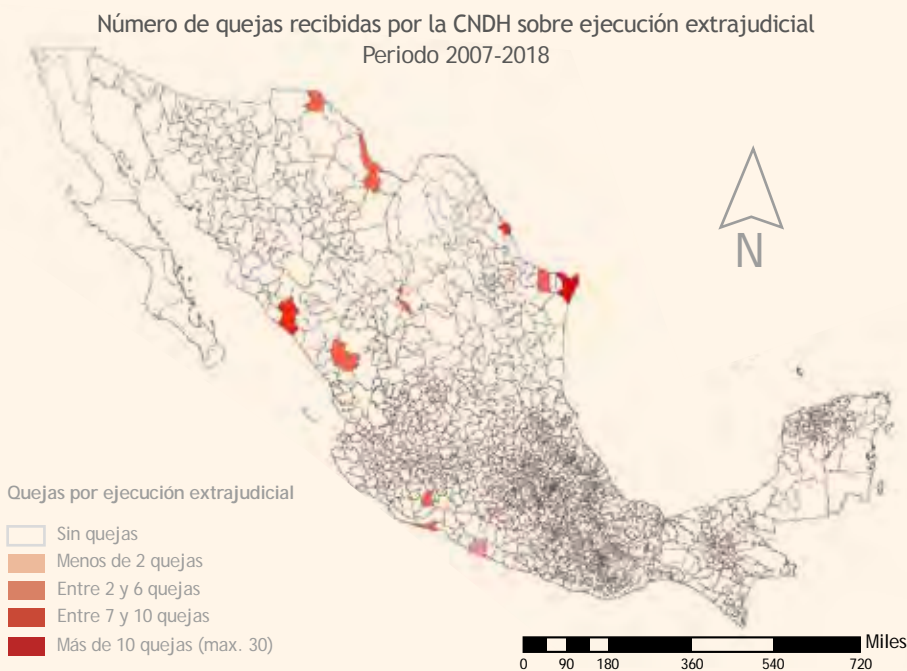 Número de quejas recibidas por la CNDH sobre ejecución extrajudicial
Periodo 2007-2018
N
Quejas por ejecución extrajudicial
Sin quejas
Menos de 2 quejas
Entre 2 y 6 quejas
Entre 7 y 10 quejas
Más de 10 quejas (max. 30)
Miles
0 90 180 360 540 720